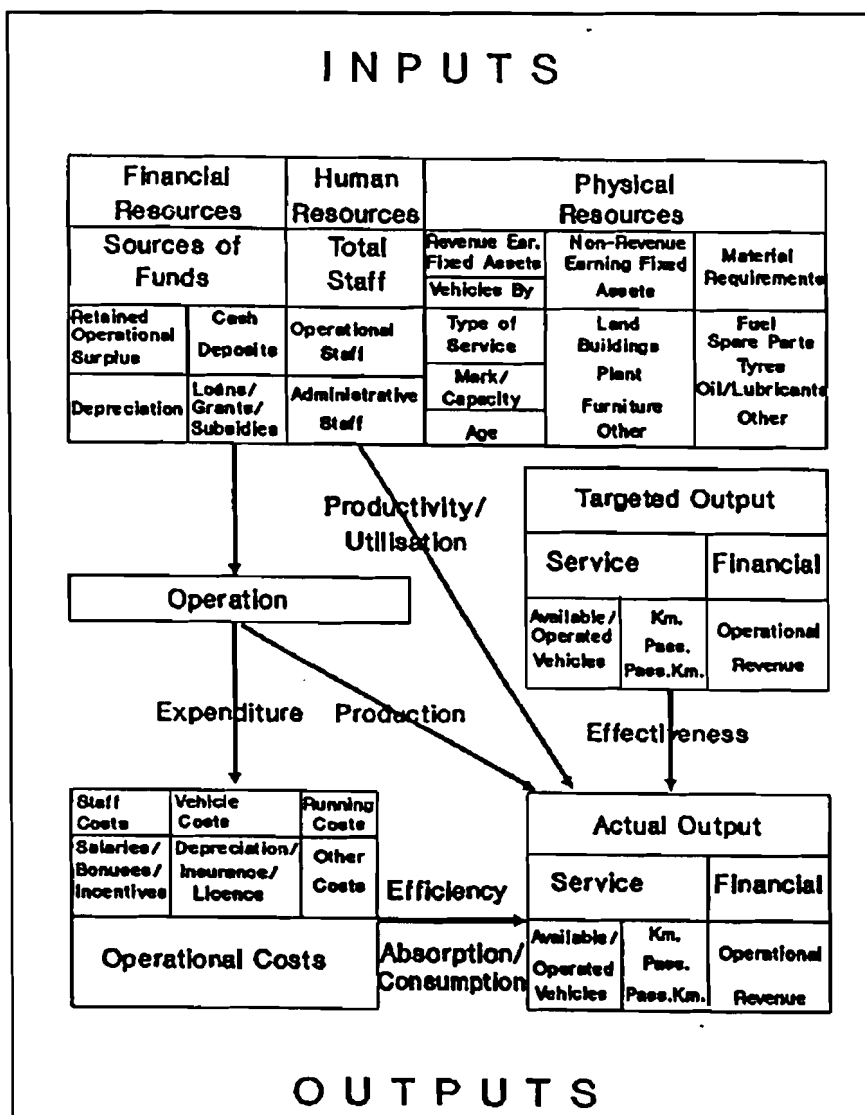 INPUTS
Financial
Resources
Human
Resources
Physical
Resources
Sources of
Funds
Total
Staff
Revenue Ear.
Fixed Assets
Vehicles By
Non-Revenue
Earning Fixed
Assets
Material
Requirements
Retained
Operational
Surplus
Cash
Deposits
Operational
Staff
Type of
Service
Land
Buildings
Plant
Furniture
Other
Fuel
Spare Parts
Tyres
Oil/Lubricants
Other
Depreciation
Loans/
Grants/
Subsidies
Administrative
Staff
Mark/
Capacity
Age
Productivity/
Utilisation
Targeted Output
Service
Financial
Available/
Operated
Vehicles
Km.
Pass.
Pass.Km.
Operational
Revenue
Operation
Expenditure
Production
Effectiveness
Staff
Costs
Vehicle
Costs
Running
Costs
Salaries/
Bonuses/
Incentives
Depreciation/
Insurance/
Licence
Other
Costs
Operational Costs
Efficiency
Absorption/
Consumption
Actual Output
Service
Financial
Available/
Operated
Vehicles
Km.
Pass.
Pass.Km.
Operational
Revenue
OUTPUTS